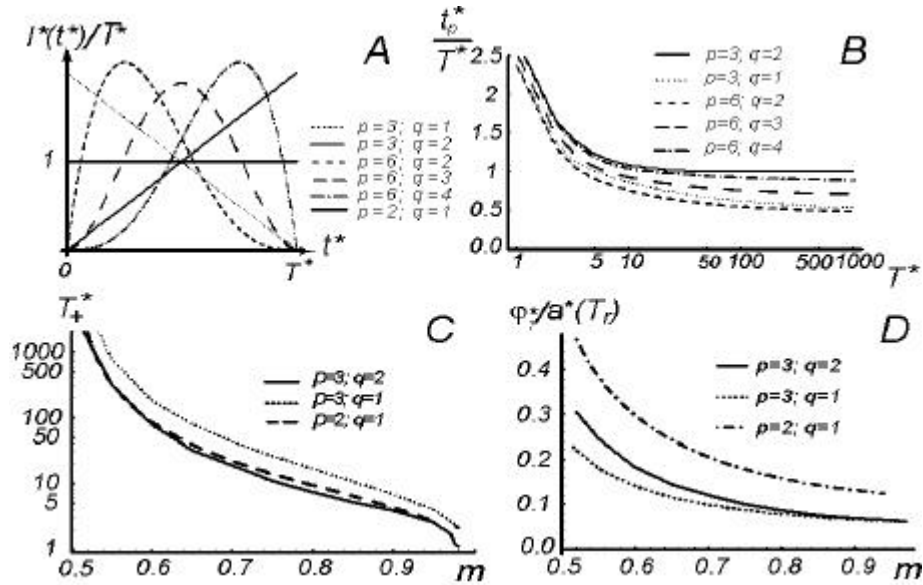 I*(t*)/T*
A
1
0
T*
t*
p=3; q=1
p=3; q=2
p=6; q=2
p=6; q=3
p=6; q=4
p=2; q=1
t_p*
T*
B
2.5
2
1.5
1
0.5
0.0
1 5 10 50 100 500 1000
T*
p=3; q=2
p=3; q=1
p=6; q=2
p=6; q=3
p=6; q=4
T_+*
C
1000
500
100
50
10
5
1
0.5 0.6 0.7 0.8 0.9 m
p=3; q=2
p=3; q=1
p=2; q=1
/a*(T_r)
D
0.4
0.3
0.2
0.1
0.0
0.5 0.6 0.7 0.8 0.9 m
p=3; q=2
p=3; q=1
p=2; q=1